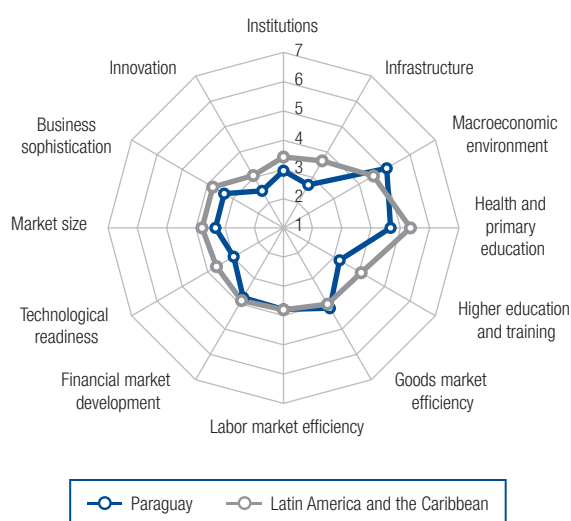 Institutions
7
6
5
4
3
2
1
Infrastructure
Macroeconomic
environment
Health and
primary
education
Higher education
and training
Goods market
efficiency
Labor market efficiency
Financial market
development
Technological
readiness
Market size
Business
sophistication
Innovation
Paraguay
Latin America and the Caribbean